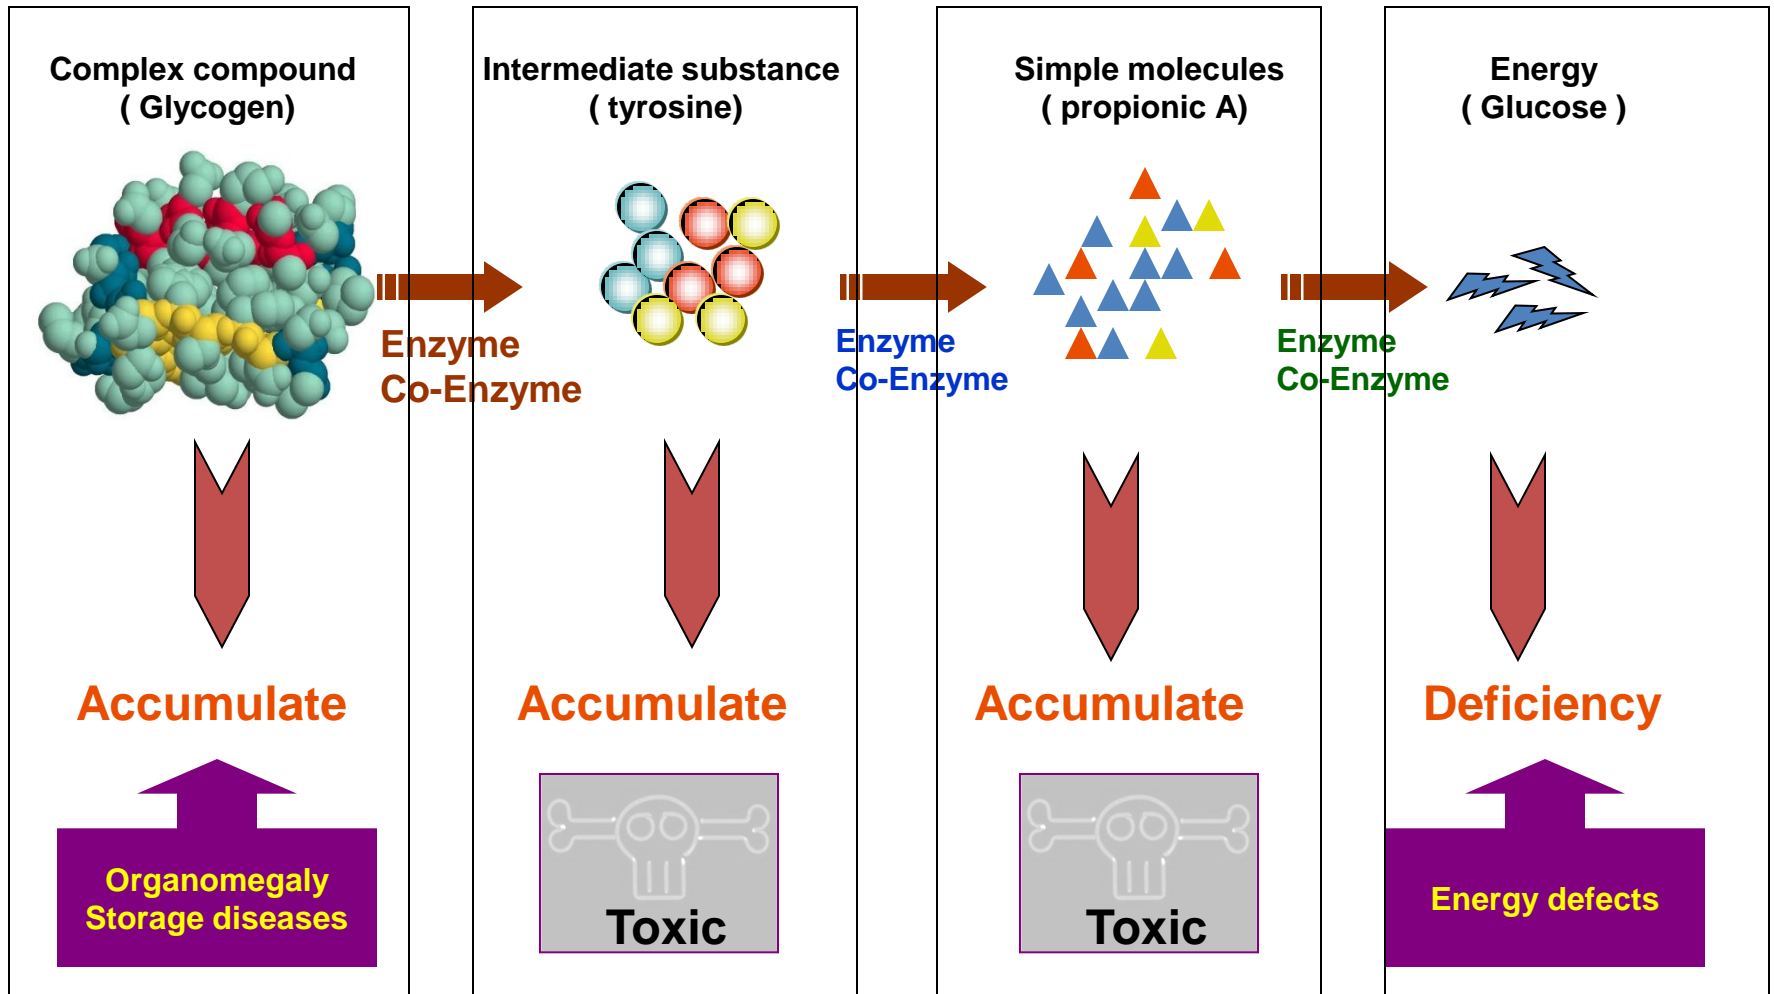 Complex compound
( Glycogen)
Intermediate substance
( tyrosine)
Simple molecules
( propionic A)
Energy
( Glucose )
Enzyme
Co-Enzyme
Enzyme
Co-Enzyme
Enzyme
Co-Enzyme
Accumulate
Accumulate
Accumulate
Deficiency
Organomegaly
Storage diseases
Toxic
Toxic
Energy defects